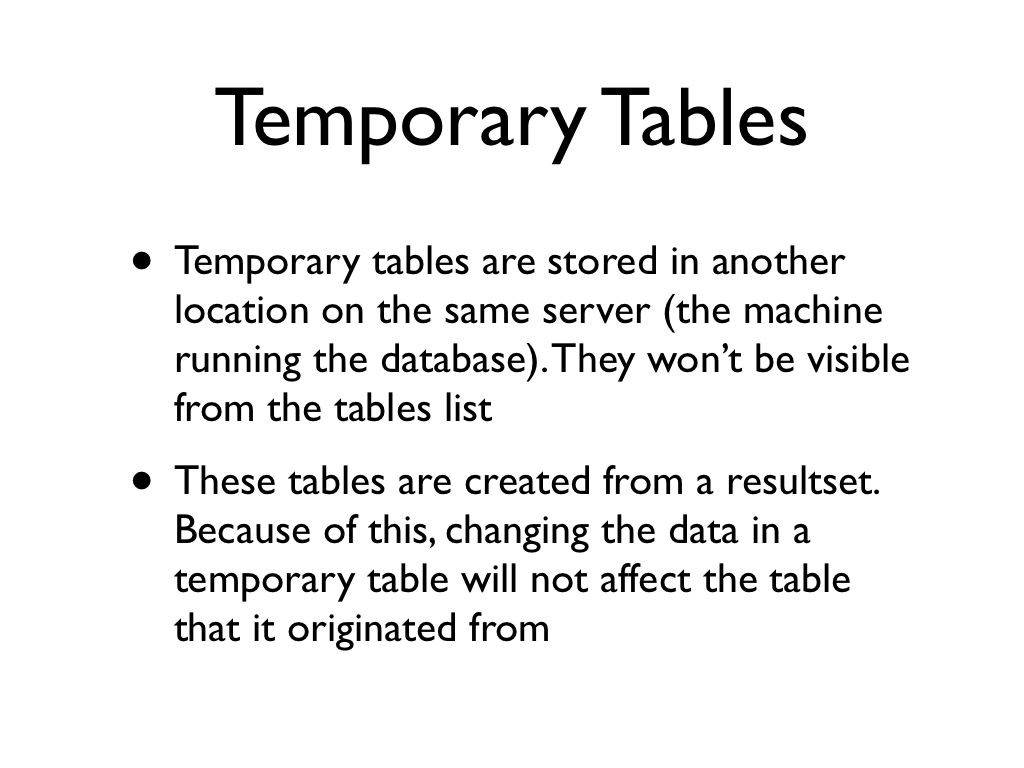 Temporary Tables
• Temporary tables are stored in another
location on the same server (the machine
running the database). They won’t be visible
from the tables list
• These tables are created from a resultset.
Because of this, changing the data in a
temporary table will not affect the table
that it originated from